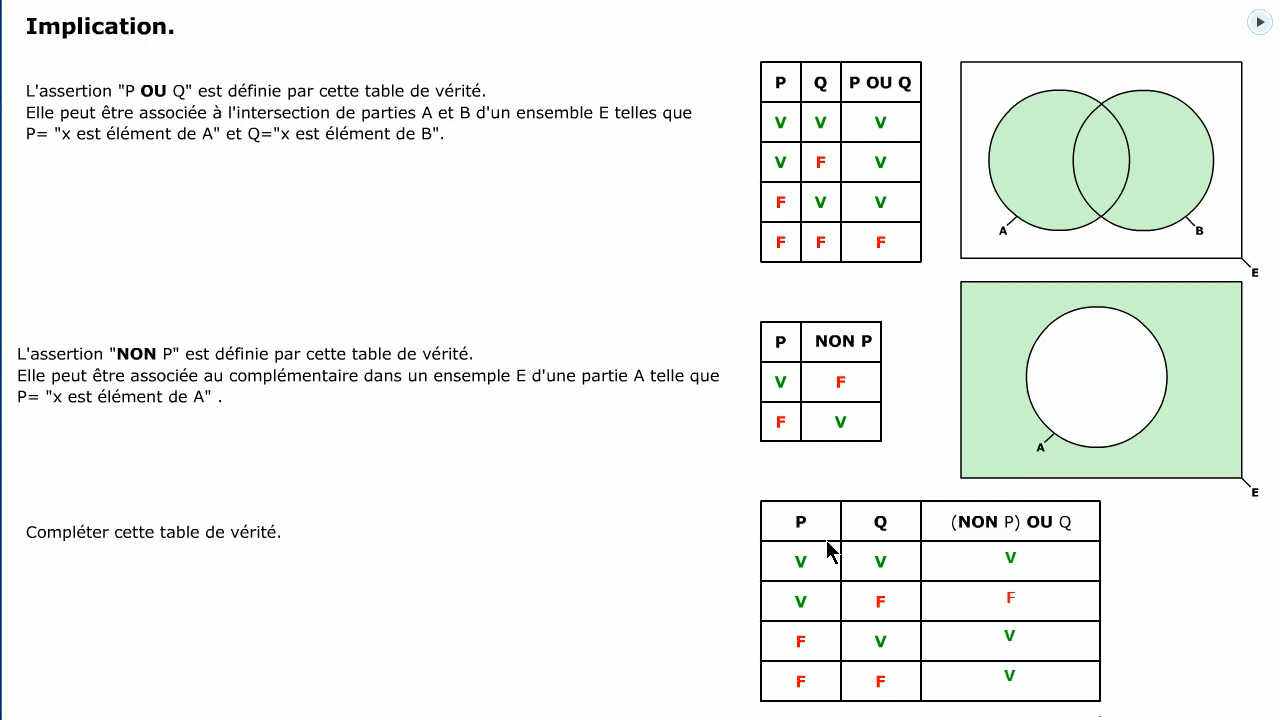 Implication.
L'assertion "P OU Q" est définie par cette table de vérité.
Elle peut être associée à l'intersection de parties A et B d'un ensemble E telles que
P= "x est élément de A" et Q="x est élément de B".
P Q P OU Q
V V V
V F V
F V V
F F F
A B
E
L'assertion "NON P" est définie par cette table de vérité.
Elle peut être associée au complémentaire dans un ensemple E d'une partie A telle que
P= "x est élément de A" .
P NON P
V F
F V
A
E
Compléter cette table de vérité.
P Q (NON P) OU Q
V V V
V F F
F V V
F F V